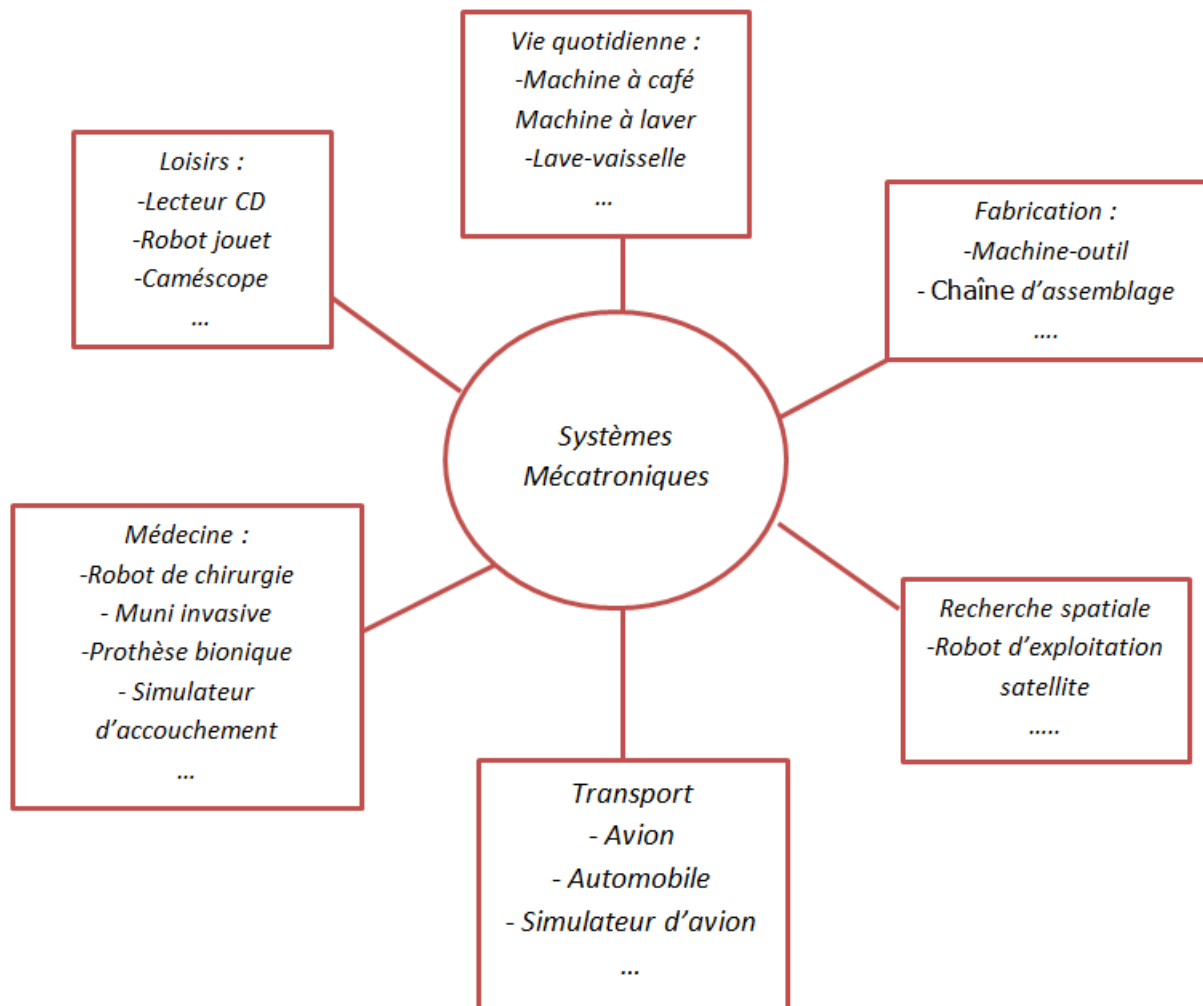 Vie quotidienne :
-Machine à café
Machine à laver
-Lave-vaisselle
...
Loisirs :
-Lecteur CD
-Robot jouet
-Caméscope
...
Fabrication :
-Machine-outil
- Chaîne d’assemblage
....
Systèmes
Mécatroniques
Médecine :
-Robot de chirurgie
- Muni invasive
-Prothèse bionique
- Simulateur
d’accouchement
...
Recherche spatiale
-Robot d’exploitation
satellite
.....
Transport
- Avion
- Automobile
- Simulateur d’avion
...